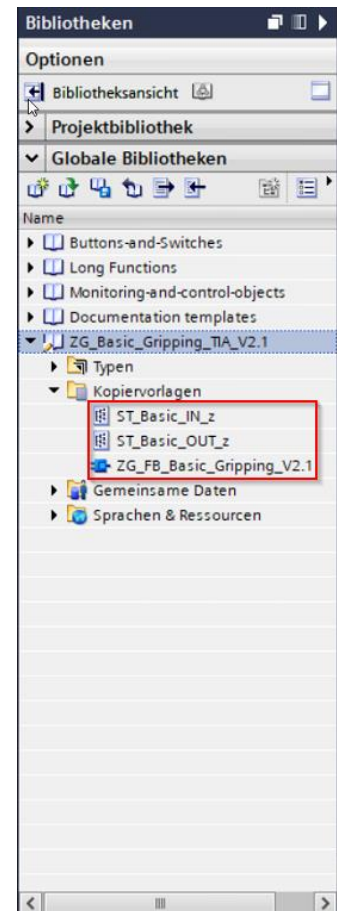 Bibliotheken
Optionen
Bibliotheksansicht
Projektbibliothek
Globale Bibliotheken
Name
Buttons-and-Switches
Long Functions
Monitoring-and-control-objects
Documentation templates
ZG_Basic_Gripping_TIA_V2.1
Typen
Kopiervorlagen
ST_Basic_IN_z
ST_Basic_OUT_z
ZG_FB_Basic_Gripping_V2.1
Gemeinsame Daten
Sprachen & Ressourcen